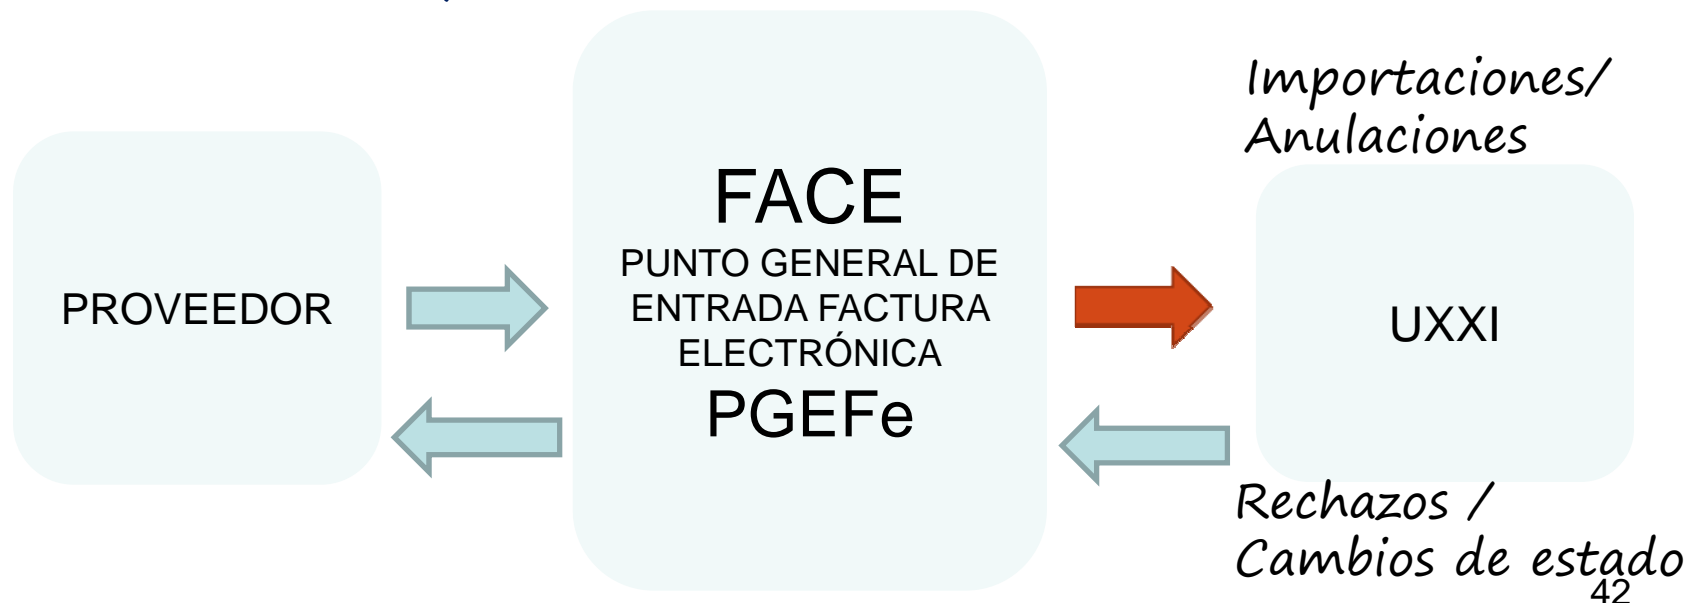 PROVEEDOR
FACE
PUNTO GENERAL DE
ENTRADA FACTURA
ELECTRÓNICA
PGEFe
Importaciones/
Anulaciones
UXXI
Rechazos /
Cambios de estado
42